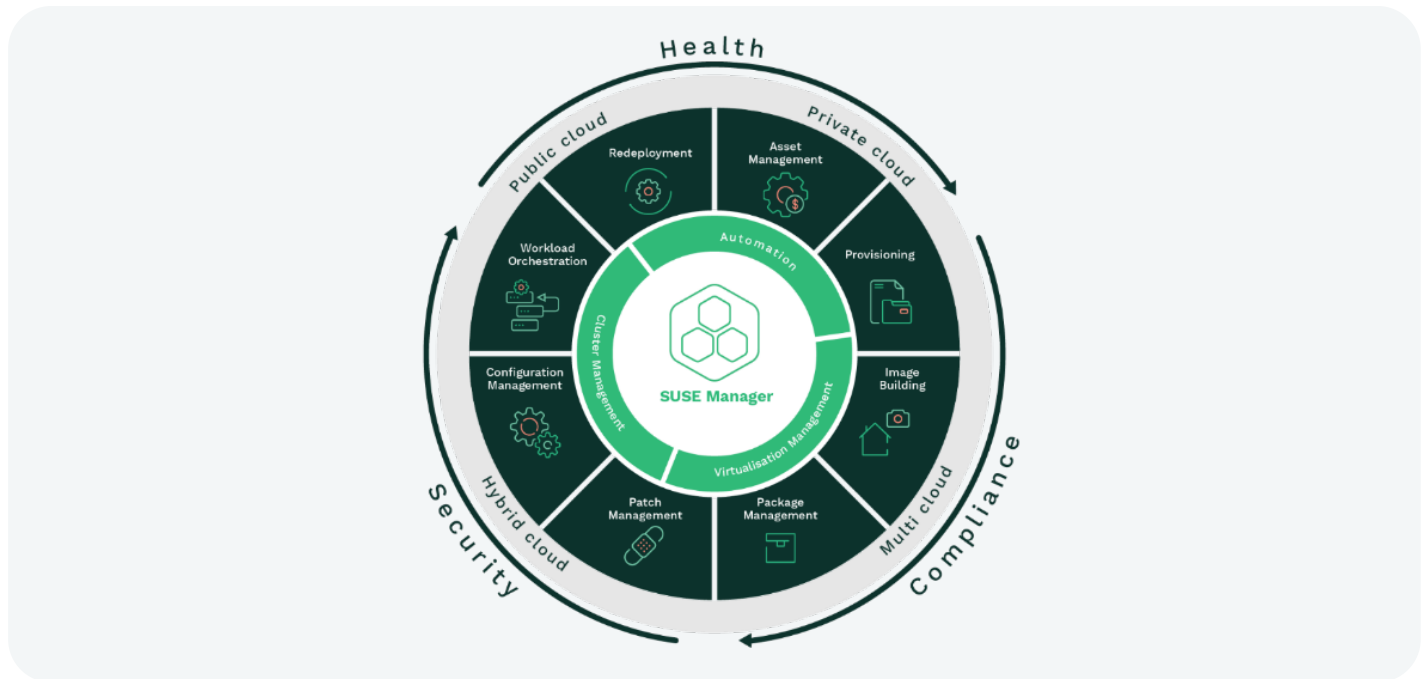 Health
Public cloud
Private cloud
Redeployment
Asset
Management
Workload
Orchestration
Automation
Provisioning
Cluster Management
SUSE Manager
Configuration
Management
Image
Building
Virtualisation Management
Patch
Management
Package
Management
Hybrid cloud
Multi cloud
Security
Compliance
$